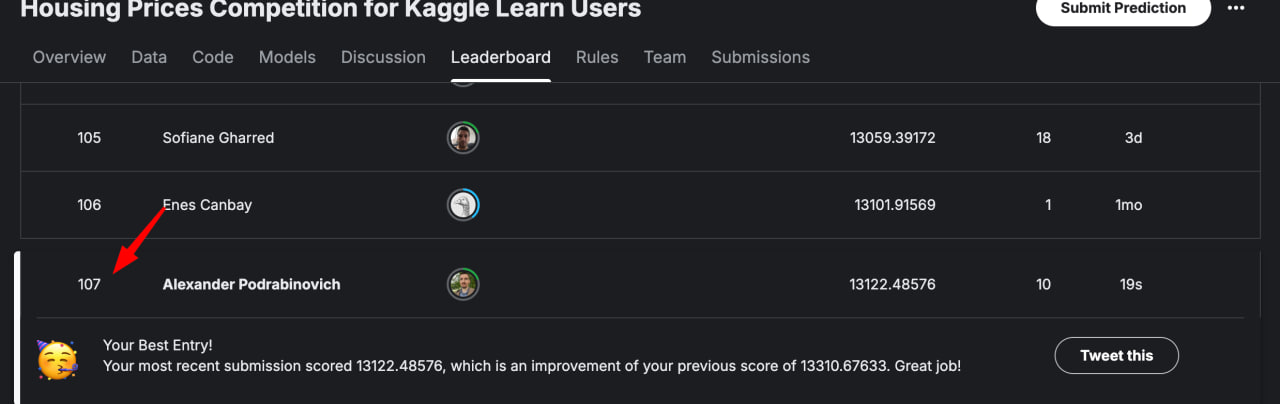 Housing Prices Competition for Kaggle Learn Users
Submit Prediction
Overview Data Code Models Discussion Leaderboard Rules Team Submissions
105 Sofiane Gharred 13059.39172 18 3d
106 Enes Canbay 13101.91569 1 1mo
107 Alexander Podrabinovich 13122.48576 10 19s
Your Best Entry!
Your most recent submission scored 13122.48576, which is an improvement of your previous score of 13310.67633. Great job!
Tweet this